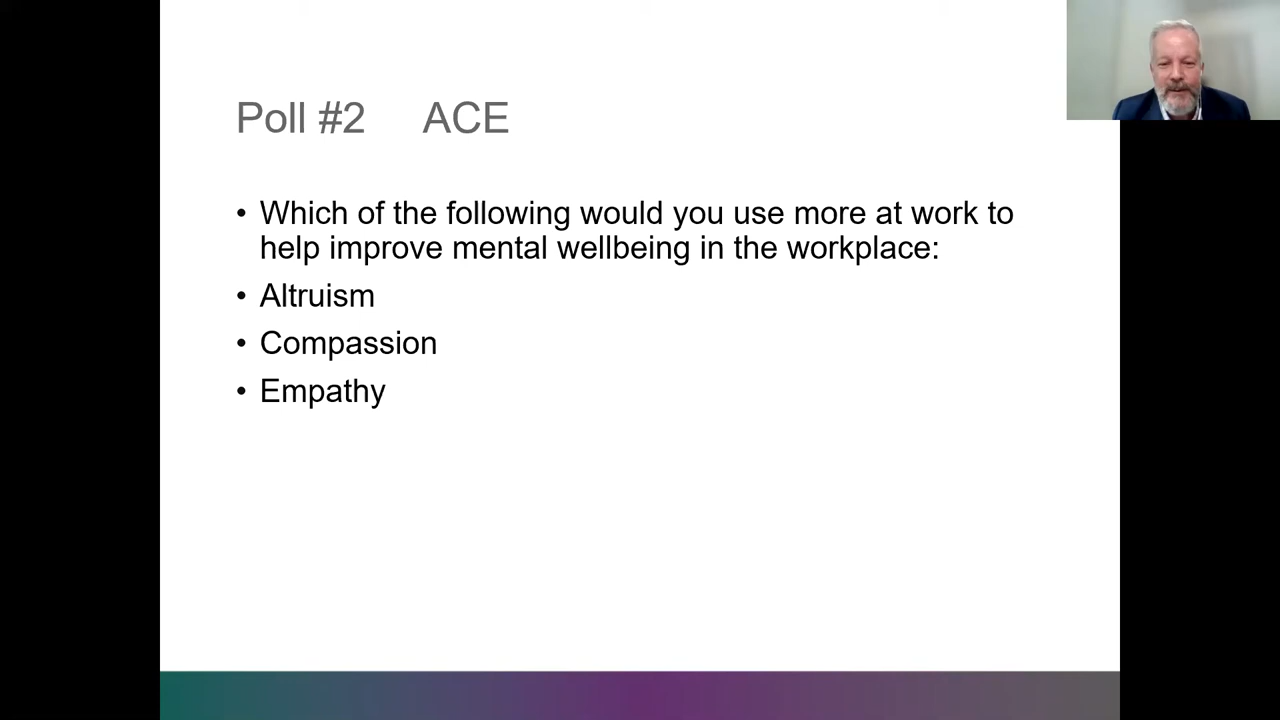 Poll #2 ACE
• Which of the following would you use more at work to
help improve mental wellbeing in the workplace:
• Altruism
• Compassion
• Empathy